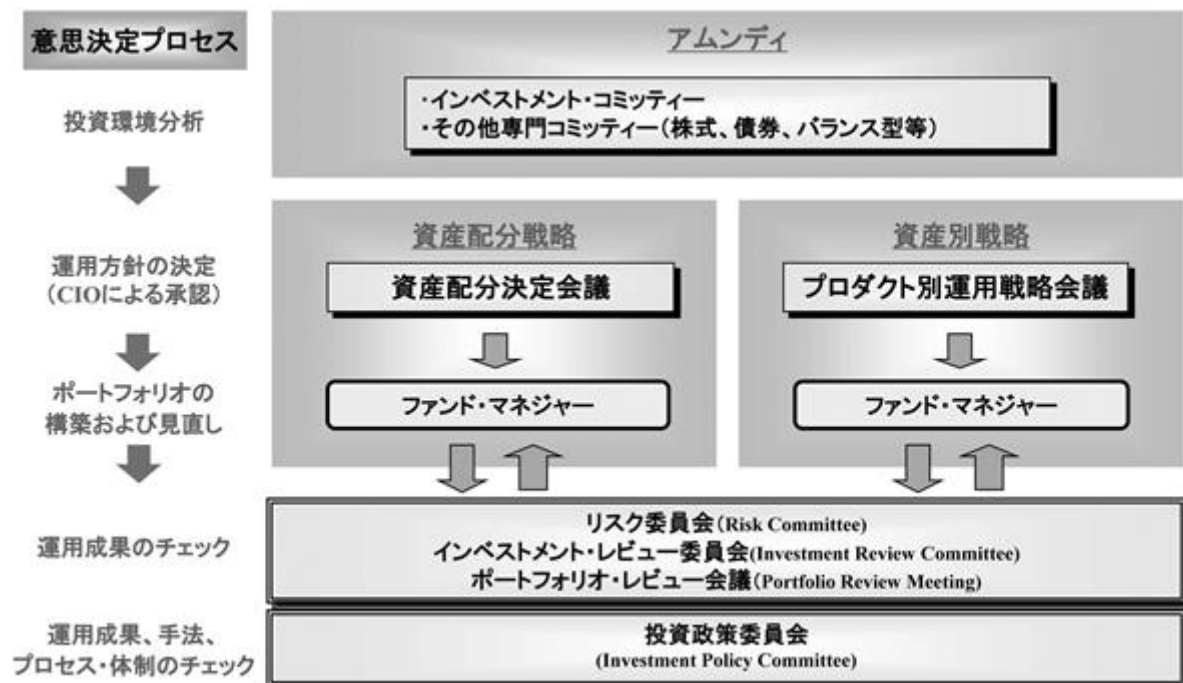 意思決定プロセス
アムンディ
投資環境分析
・インベストメント・コミッティー
・その他専門コミッティー(株式、債券、バランス型等)
資産配分戦略
資産別戦略
運用方針の決定
(CIOによる承認)
資産配分決定会議
プロダクト別運用戦略会議
ポートフォリオの
構築および見直し
ファンド・マネジャー
ファンド・マネジャー
運用成果のチェック
リスク委員会(Risk Committee)
インベストメント・レビュー委員会(Investment Review Committee)
ポートフォリオ・レビュー会議(Portfolio Review Meeting)
運用成果、手法、
プロセス・体制のチェック
投資政策委員会
(Investment Policy Committee)